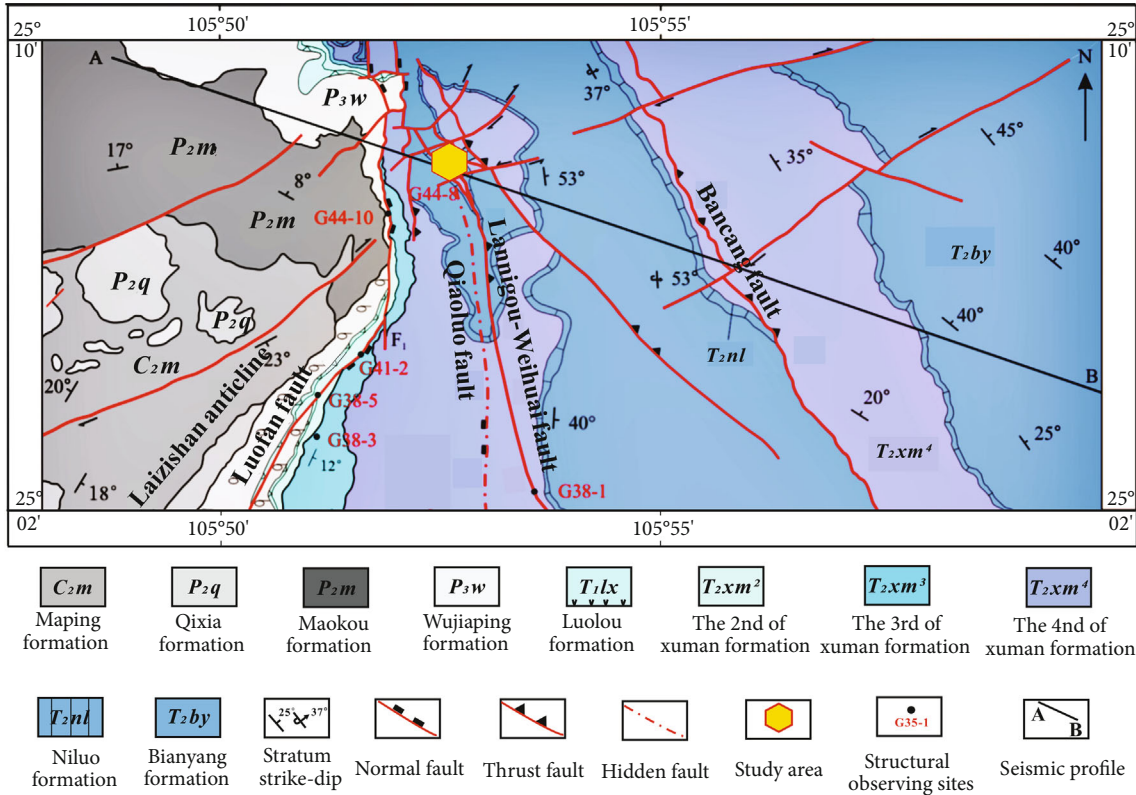 25°
10'
105°50'
105°55'
25°
10'
A
N
P₃w
37°
17°
P₂m
8°
45°
35°
53°
G44-8
G44-10
P₂m
Bancang fault
T₂by
40°
P₂q
Qiaoluo fault
Lannigou-Weihuai fault
53°
P₂q
40°
F₁
23°
C₂m
T₂nl
20°
G41-2
B
G38-5
20°
Laizishan anticline
Luofan fault
G38-3
40°
25°
T₂xm⁴
12°
18°
G38-1
25°
02'
105°50'
105°55'
25°
02'
C₂m
P₂q
P₂m
P₃w
T₁lx
T₂xm²
T₂xm³
T₂xm⁴
Maping
formation
Qixia
formation
Maokou
formation
Wujiaping
formation
Luolou
formation
The 2nd of
xuman formation
The 3rd of
xuman formation
The 4nd of
xuman formation
T₂nl
T₂by
25°
37°
G35-1
A
B
Niluo
formation
Bianyang
formation
Stratum
strike-dip
Normal fault
Thrust fault
Hidden fault
Study area
Structural
observing sites
Seismic profile